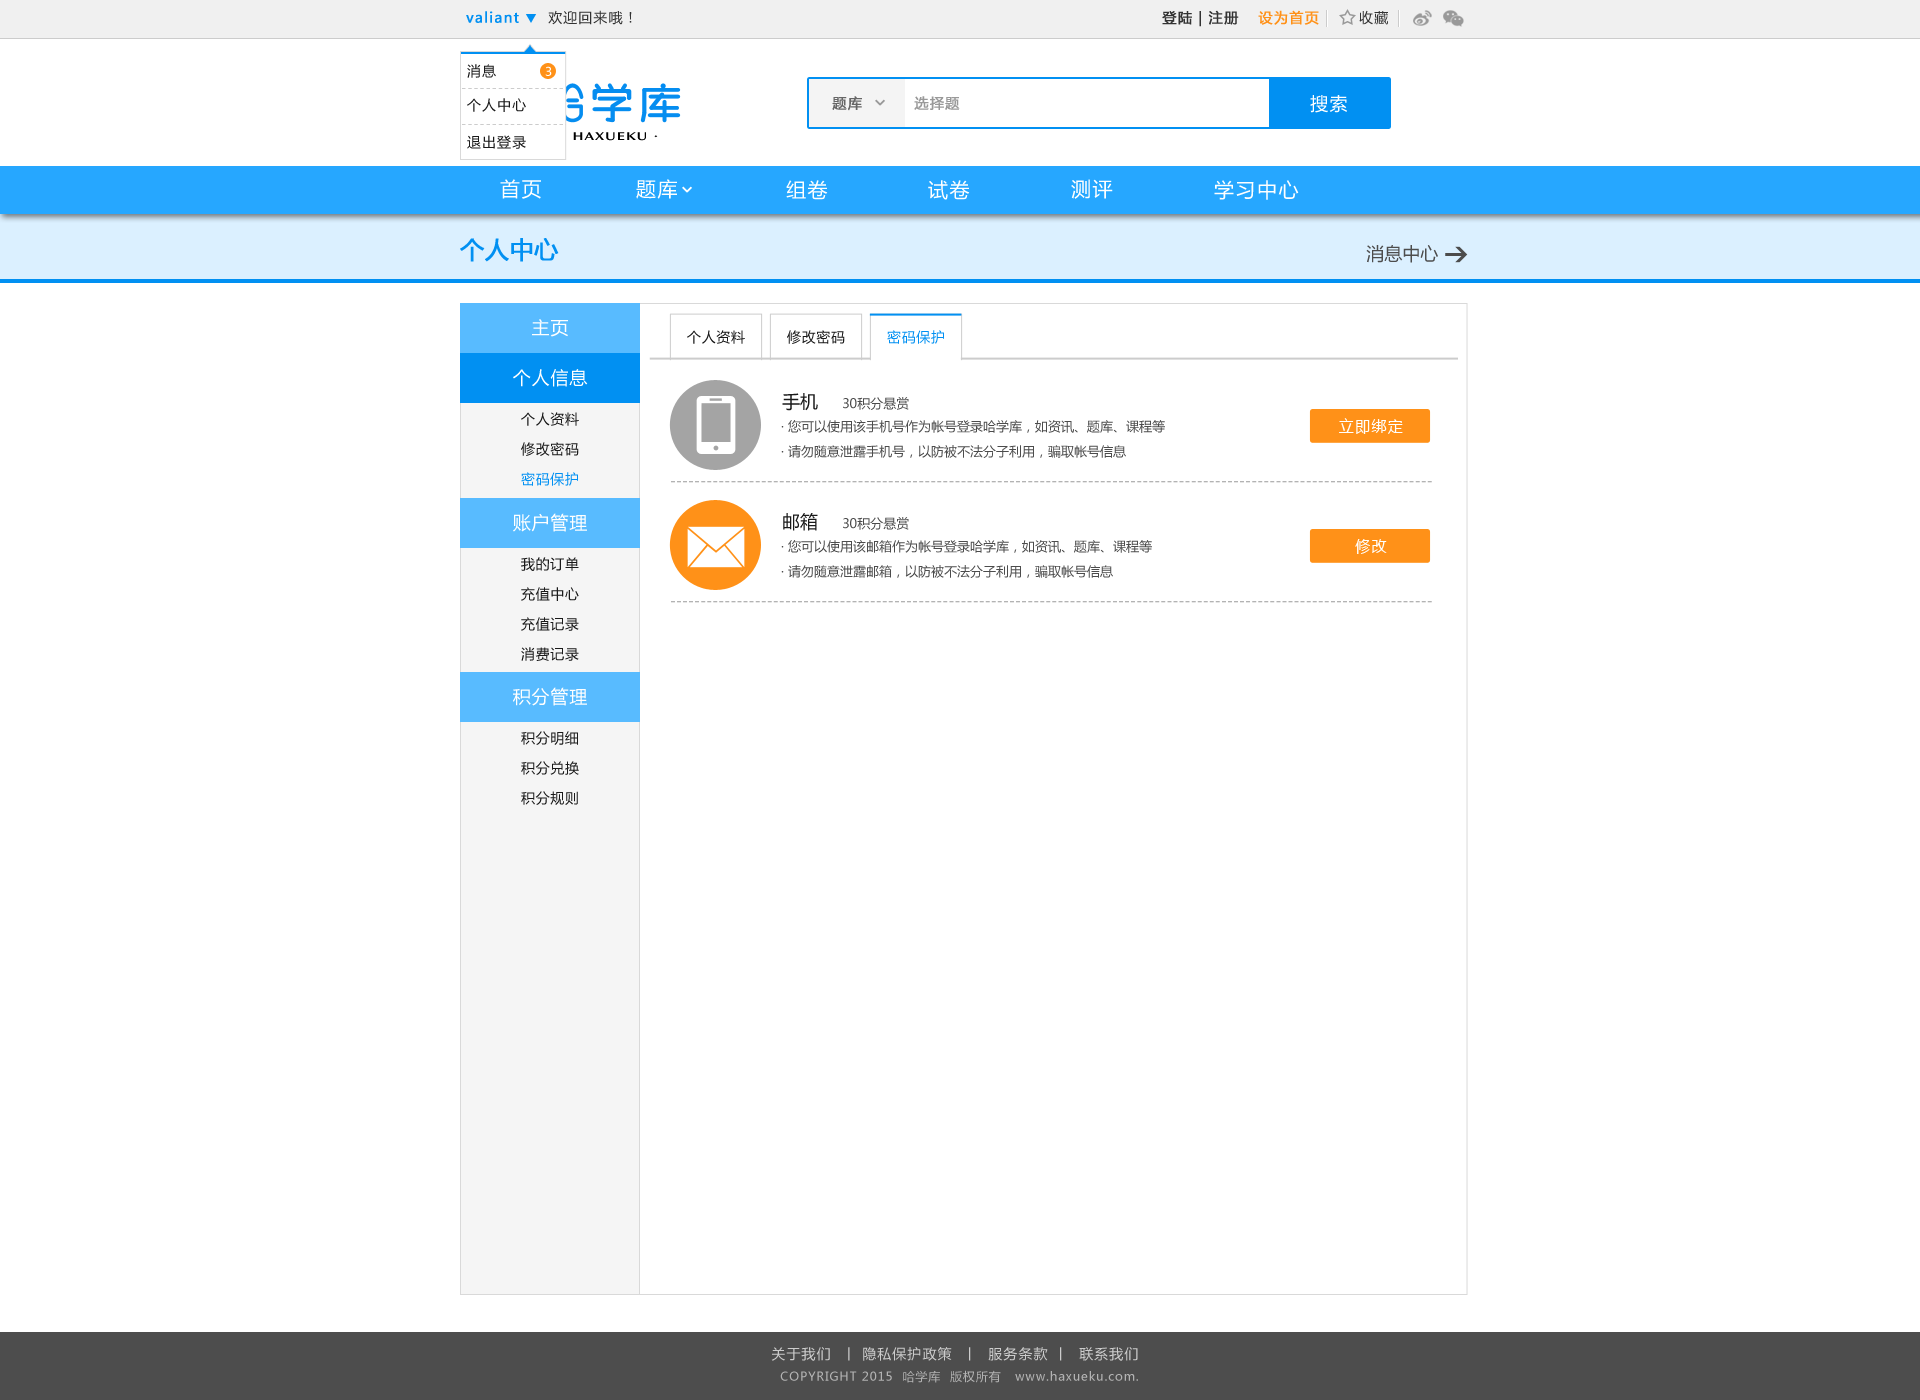 valiant ▼ 欢迎回来哦！
登陆 | 注册 设为首页 收藏
消息 3
个人中心
退出登录
哈学库
HAXUEKU ·
题库 选择题 搜索
首页 题库 组卷 试卷 测评 学习中心
个人中心
消息中心
主页
个人信息
个人资料
修改密码
密码保护
账户管理
我的订单
充值中心
充值记录
消费记录
积分管理
积分明细
积分兑换
积分规则
个人资料 修改密码 密码保护
手机 30积分悬赏
· 您可以使用该手机号作为帐号登录哈学库，如资讯、题库、课程等
· 请勿随意泄露手机号，以防被不法分子利用，骗取帐号信息
立即绑定
邮箱 30积分悬赏
· 您可以使用该邮箱作为帐号登录哈学库，如资讯、题库、课程等
· 请勿随意泄露邮箱，以防被不法分子利用，骗取帐号信息
修改
关于我们 | 隐私保护政策 | 服务条款 | 联系我们
COPYRIGHT 2015 哈学库 版权所有 www.haxueku.com.